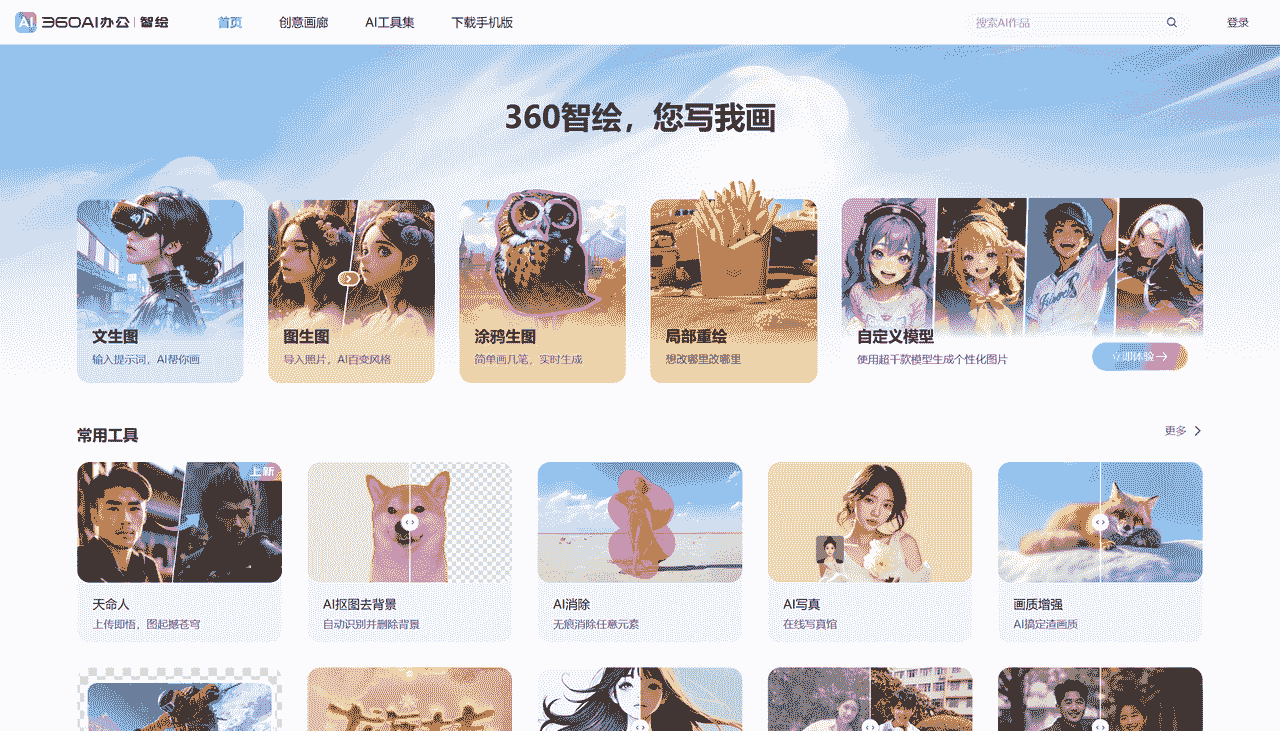 AI 360AI办公 | 智绘
首页
创意画廊
AI工具集
下载手机版
搜索AI作品
登录
360智绘，您写我画
文生图
输入提示词，AI帮你画
图生图
导入照片，AI百变风格
涂鸦生图
简单画几笔，实时生成
局部重绘
想改哪里改哪里
自定义模型
使用超千款模型生成个性化图片
立即体验→
常用工具
更多
上新
天命人
上传即悟，图起撼苍穹
AI抠图去背景
自动识别并删除背景
AI消除
无痕消除任意元素
AI写真
在线写真馆
画质增强
AI搞定渣画质